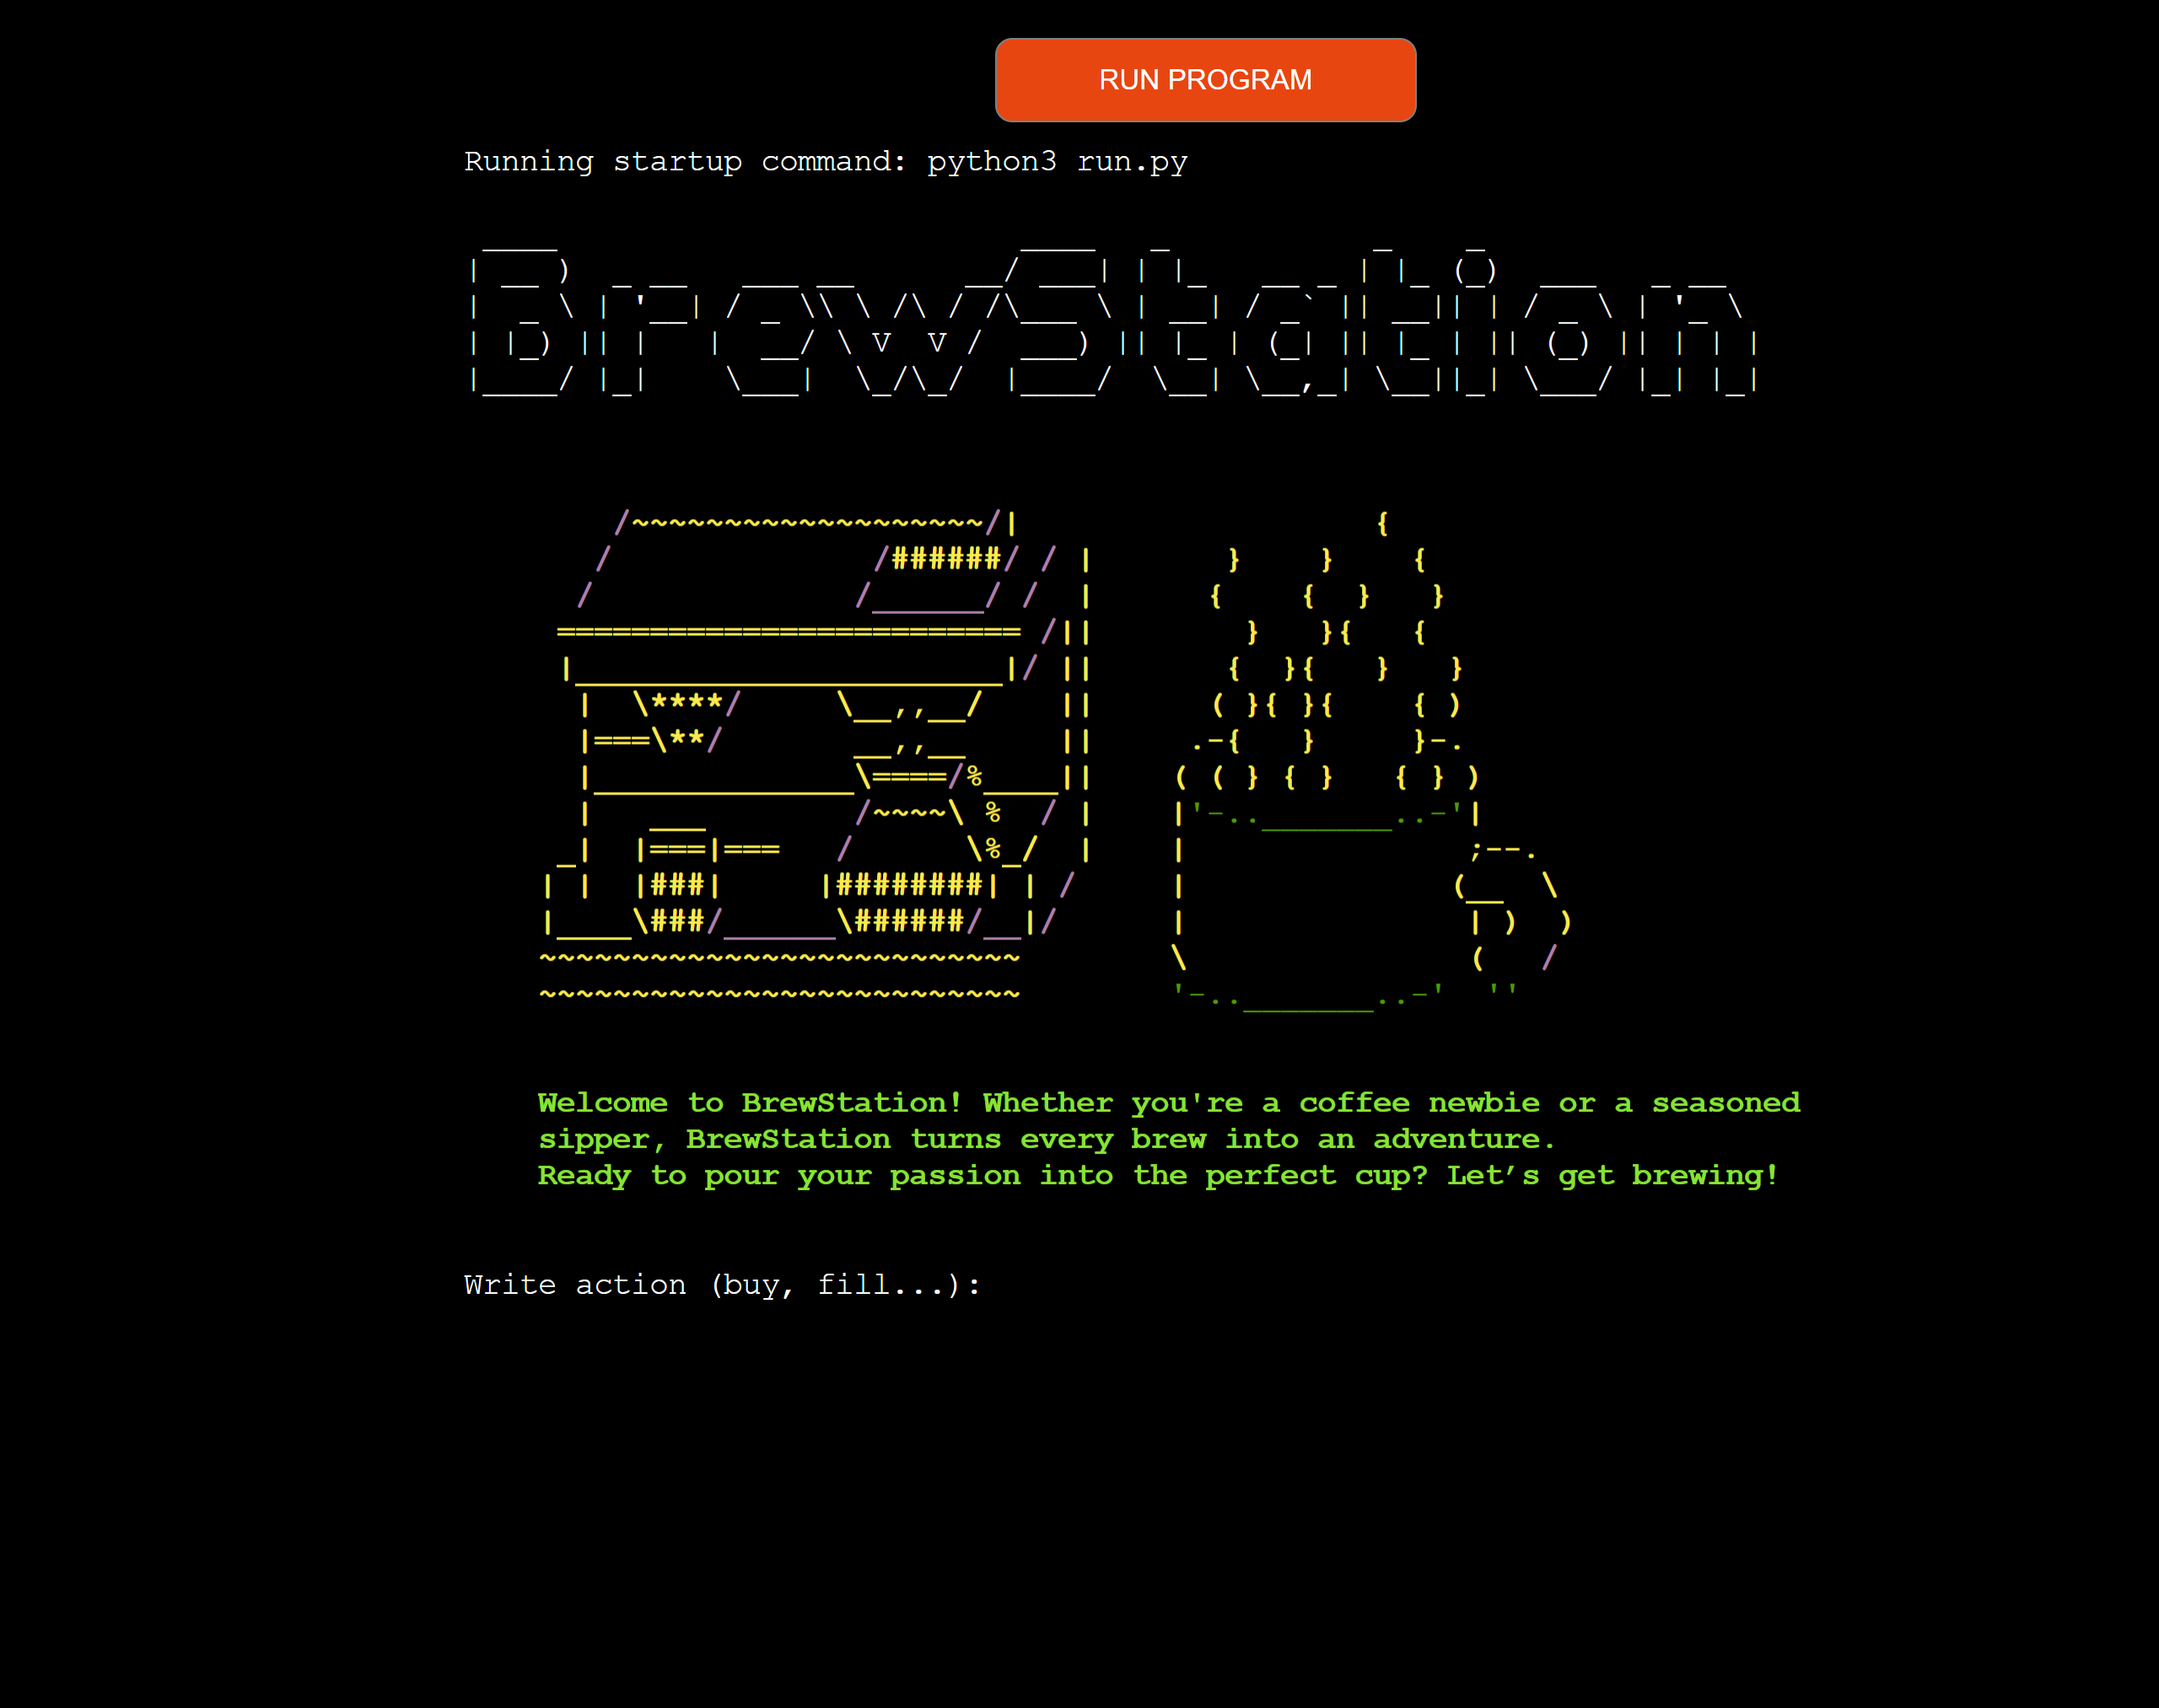 RUN PROGRAM
Running startup command: python3 run.py
BrewStation
Welcome to BrewStation! Whether you're a coffee newbie or a seasoned
sipper, BrewStation turns every brew into an adventure.
Ready to pour your passion into the perfect cup? Let’s get brewing!
Write action (buy, fill...):